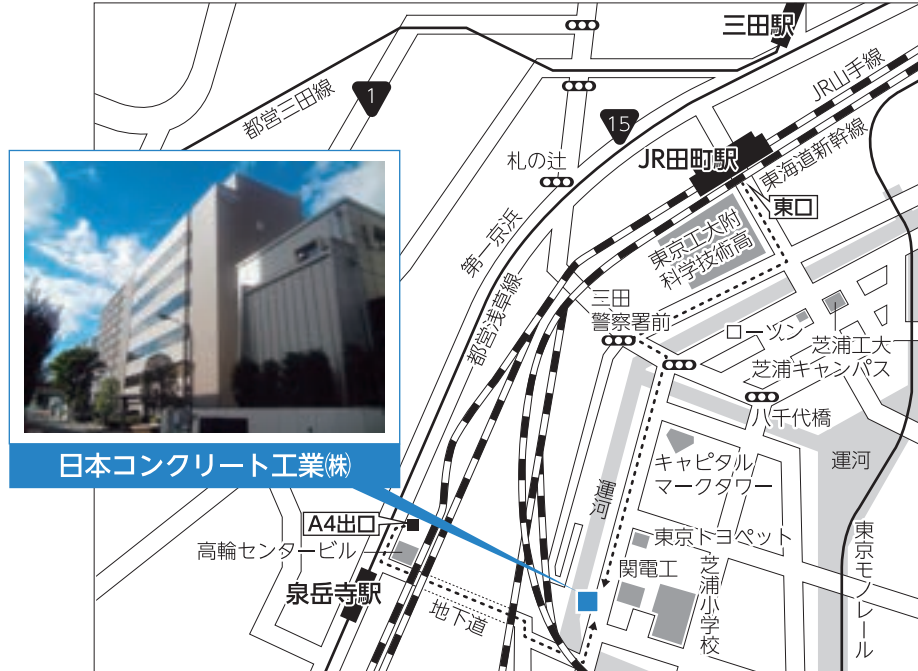 三田駅
都営三田線
1
15
JR山手線
札の辻
JR田町駅
東海道新幹線
東口
第一京浜
東京工大附
科学技術高
都営浅草線
三田
警察署前
ローソン
芝浦工大
芝浦キャンパス
八千代橋
日本コンクリート工業㈱
キャピタル
マークタワー
運河
運河
A4出口
高輪センタービル
東京トヨペット
関電工
芝浦小学校
東京モノレール
泉岳寺駅
地下道